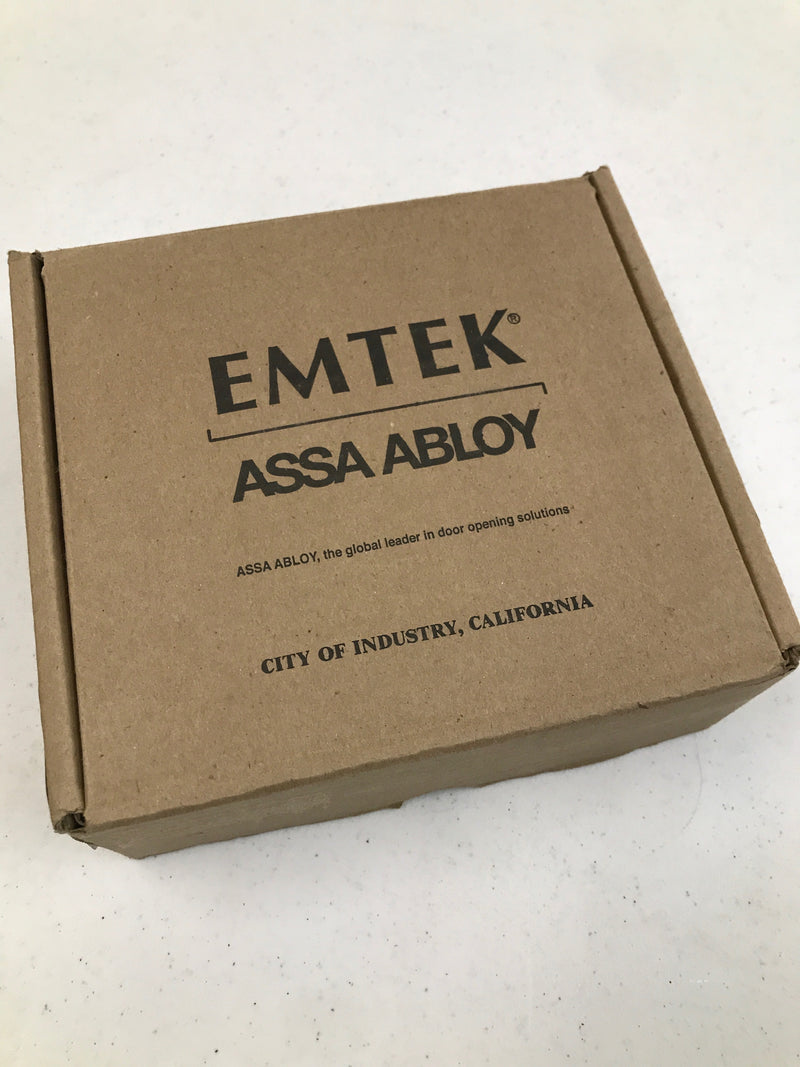 EMTEK®
ASSA ABLOY
ASSA ABLOY, the global leader in door opening solutions
CITY OF INDUSTRY, CALIFORNIA